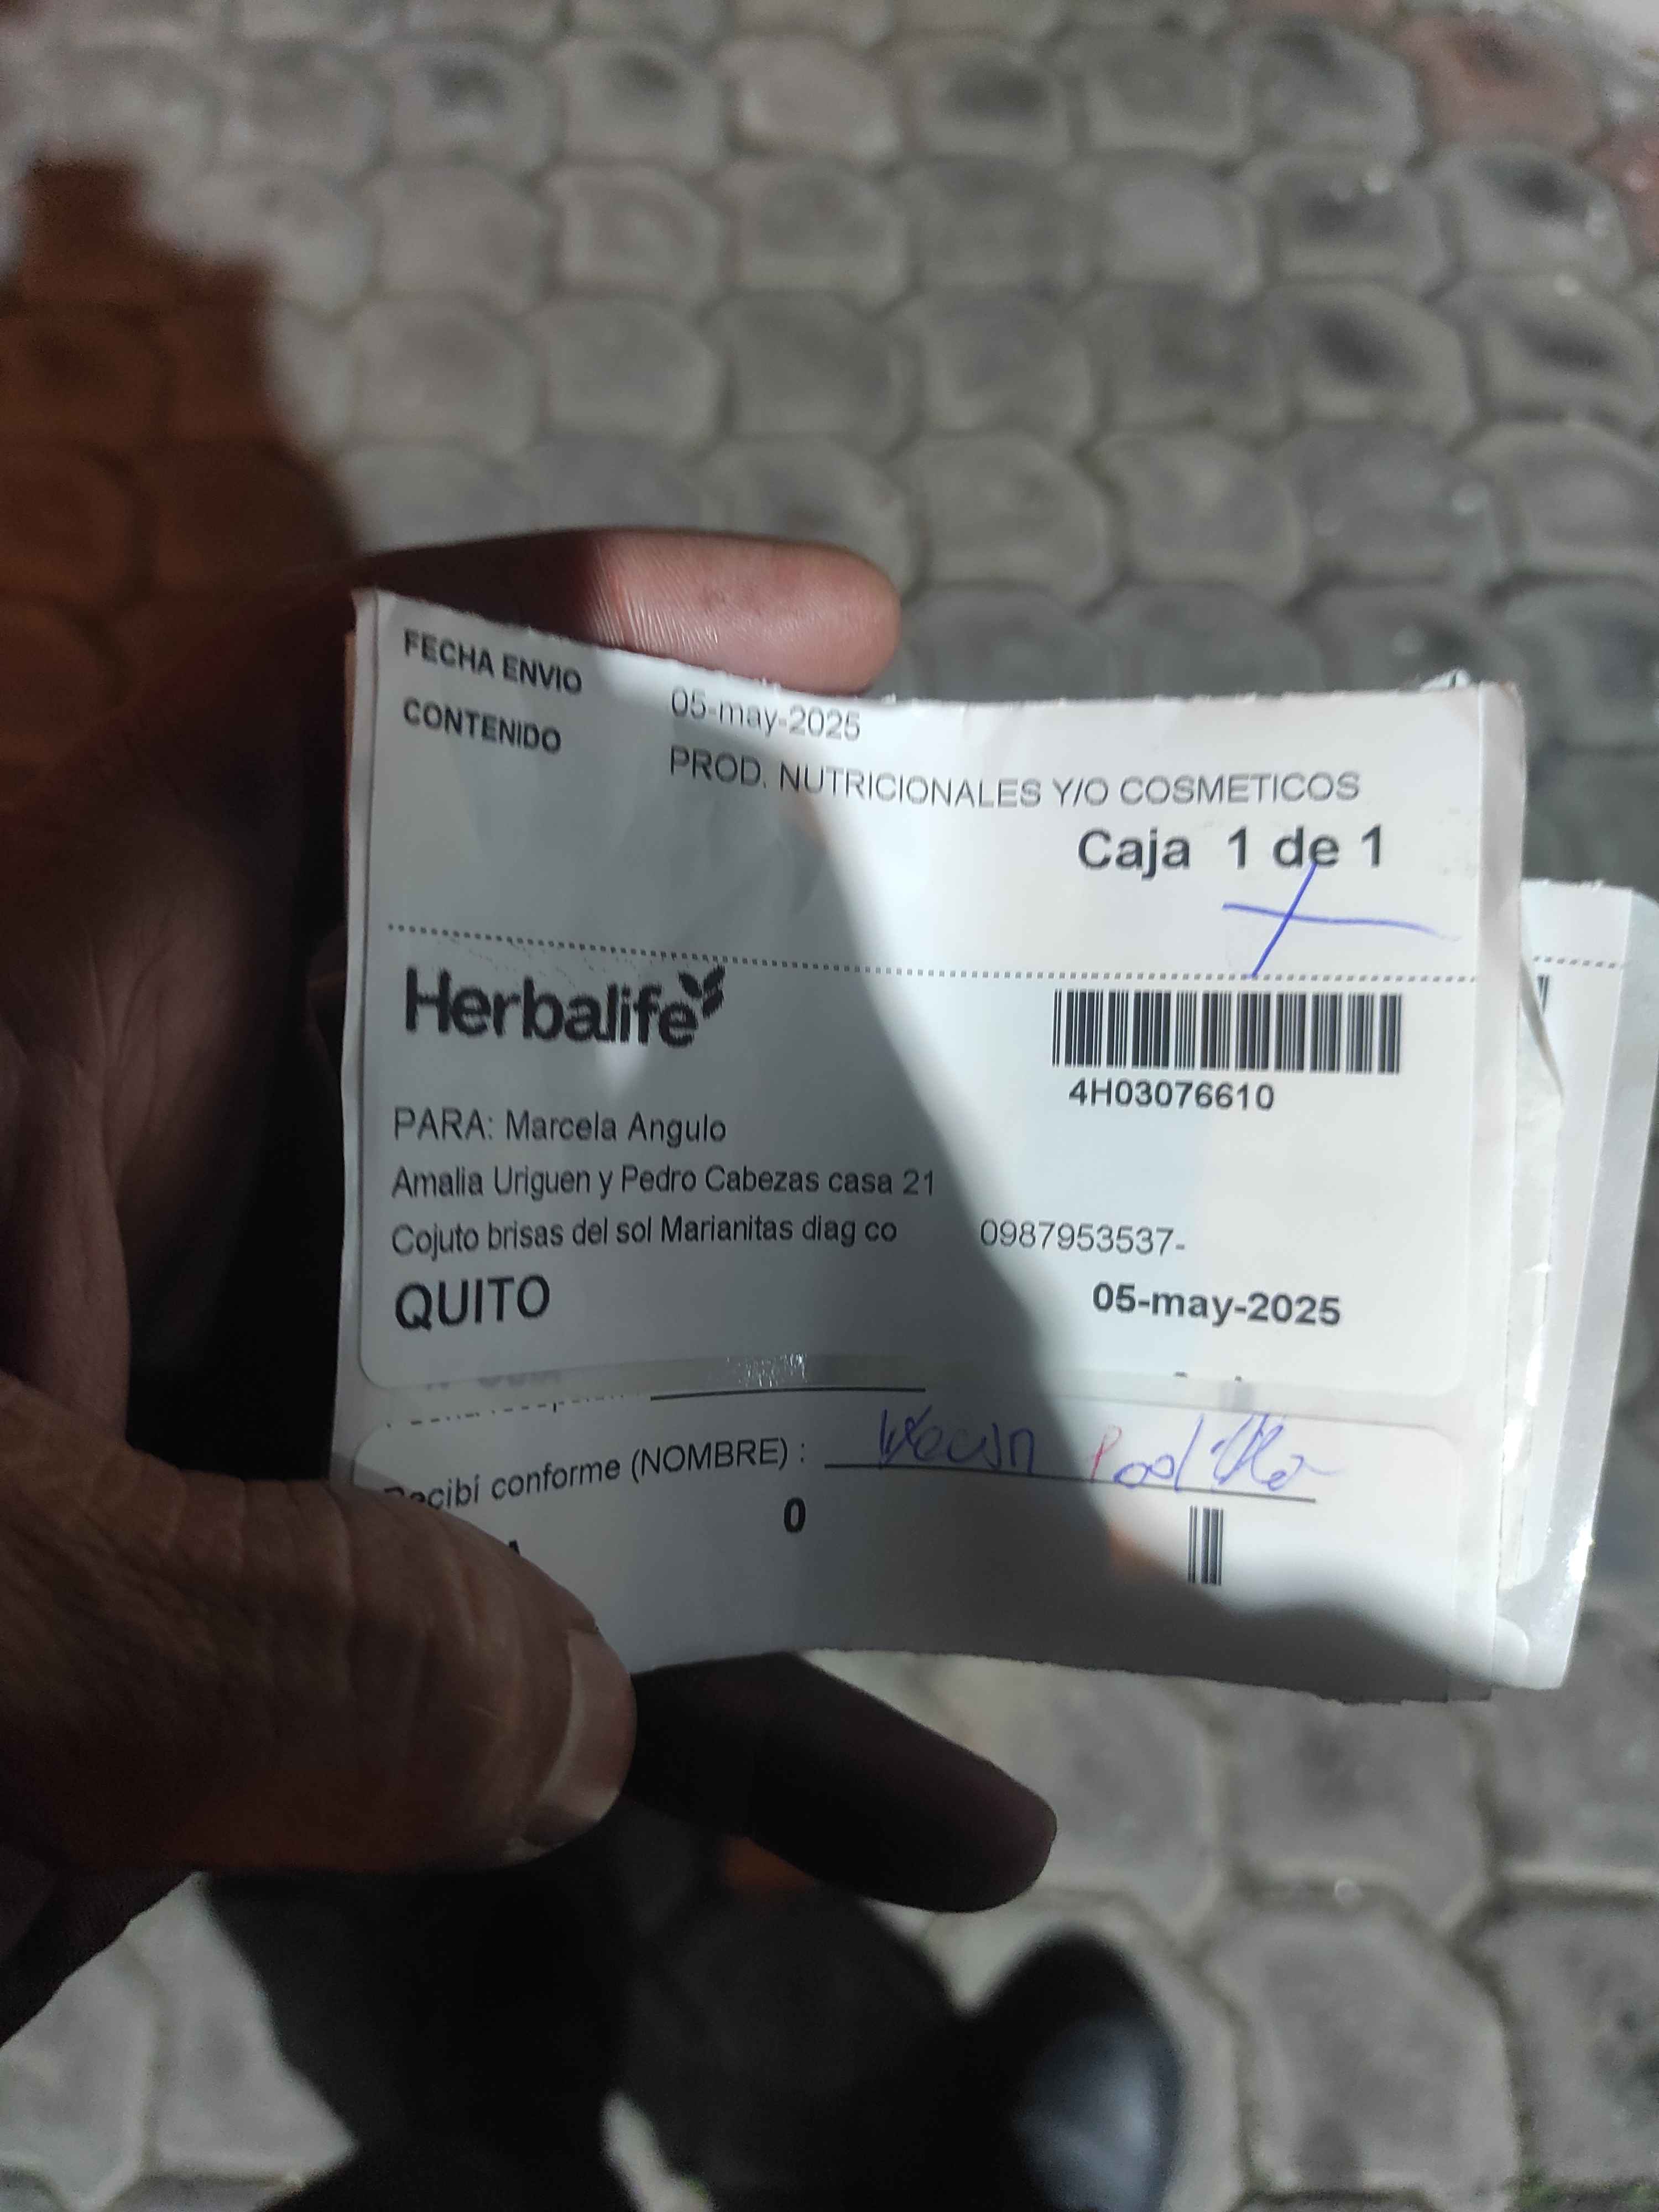 FECHA ENVIO 05-may-2025
CONTENIDO PROD. NUTRICIONALES Y/O COSMETICOS
Caja 1 de 1
Herbalife
4H03076610
PARA: Marcela Angulo
Amalia Uriguen y Pedro Cabezas casa 21
Cojuto brisas del sol Marianitas diag co 0987953537-
QUITO 05-may-2025
Recibí conforme (NOMBRE) : Padilla
0